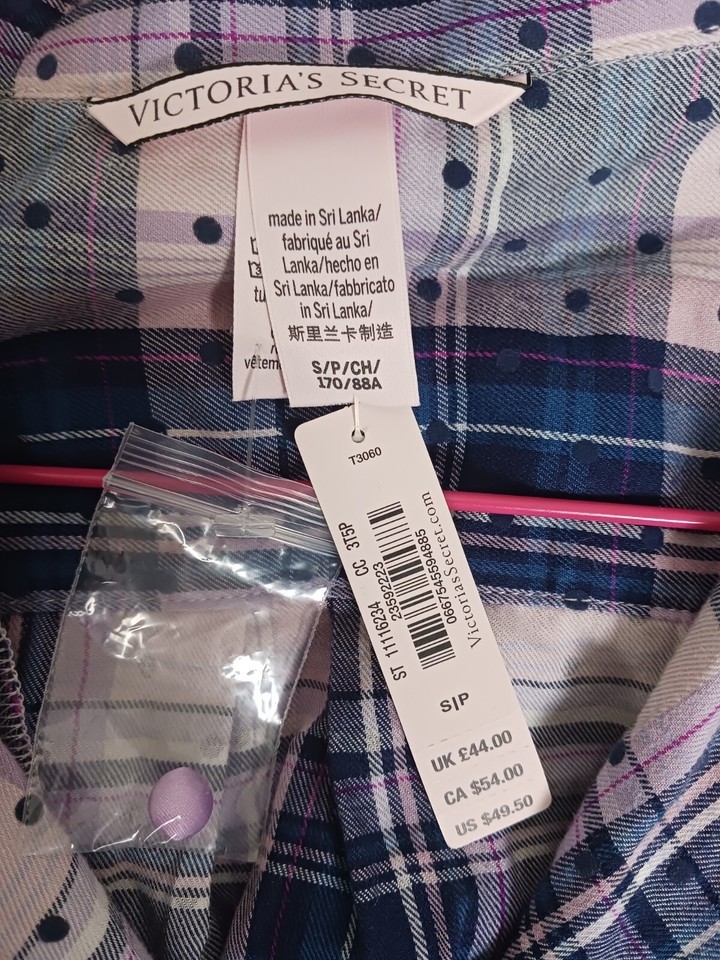 VICTORIA'S SECRET
made in Sri Lanka/
fabriqué au Sri
Lanka/hecho en
Sri Lanka/fabbricato
in Sri Lanka/
斯里兰卡制造
S/P/CH/
170/88A
T3060
ST 11116234 CC 3T5P
23592223
0667545594885
VictoriasSecret.com
S|P
UK £44.00
CA $54.00
US $49.50